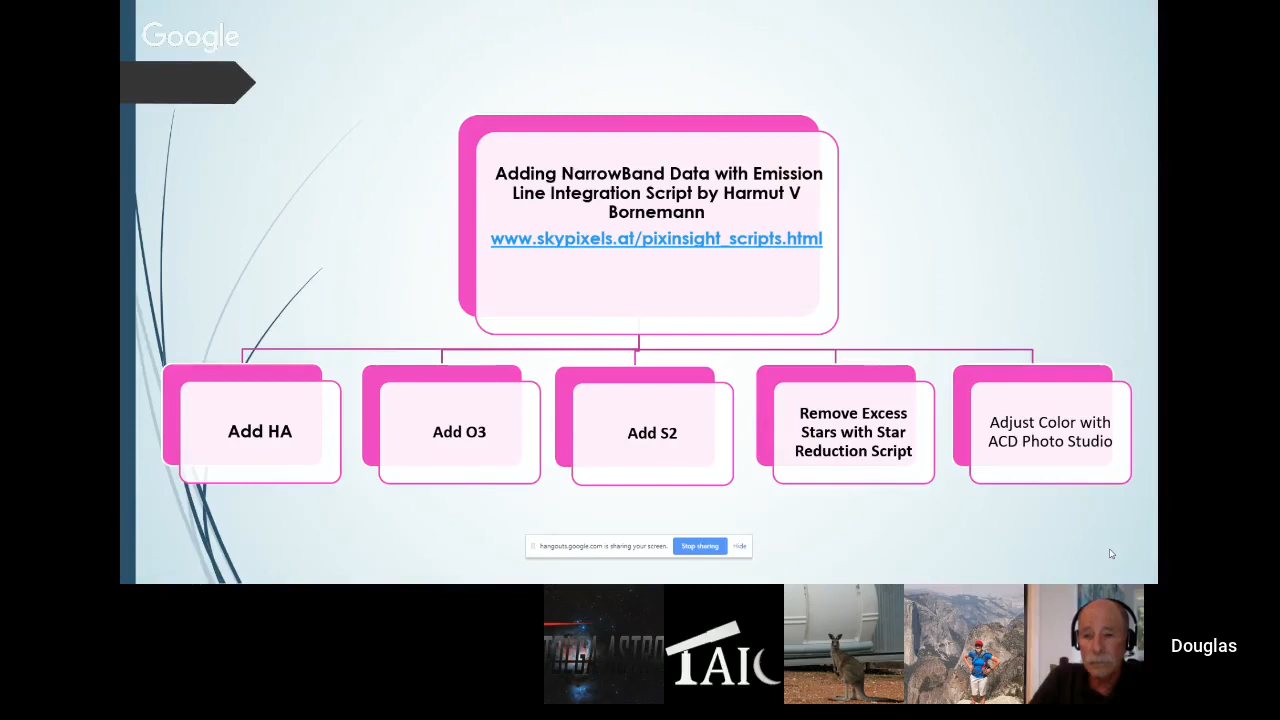 Google
Adding NarrowBand Data with Emission
Line Integration Script by Harmut V
Bornemann
www.skypixels.at/pixinsight_scripts.html
Add HA
Add O3
Add S2
Remove Excess
Stars with Star
Reduction Script
Adjust Color with
ACD Photo Studio
hangouts.google.com is sharing your screen.
Stop sharing
Hide
TAIC
Douglas